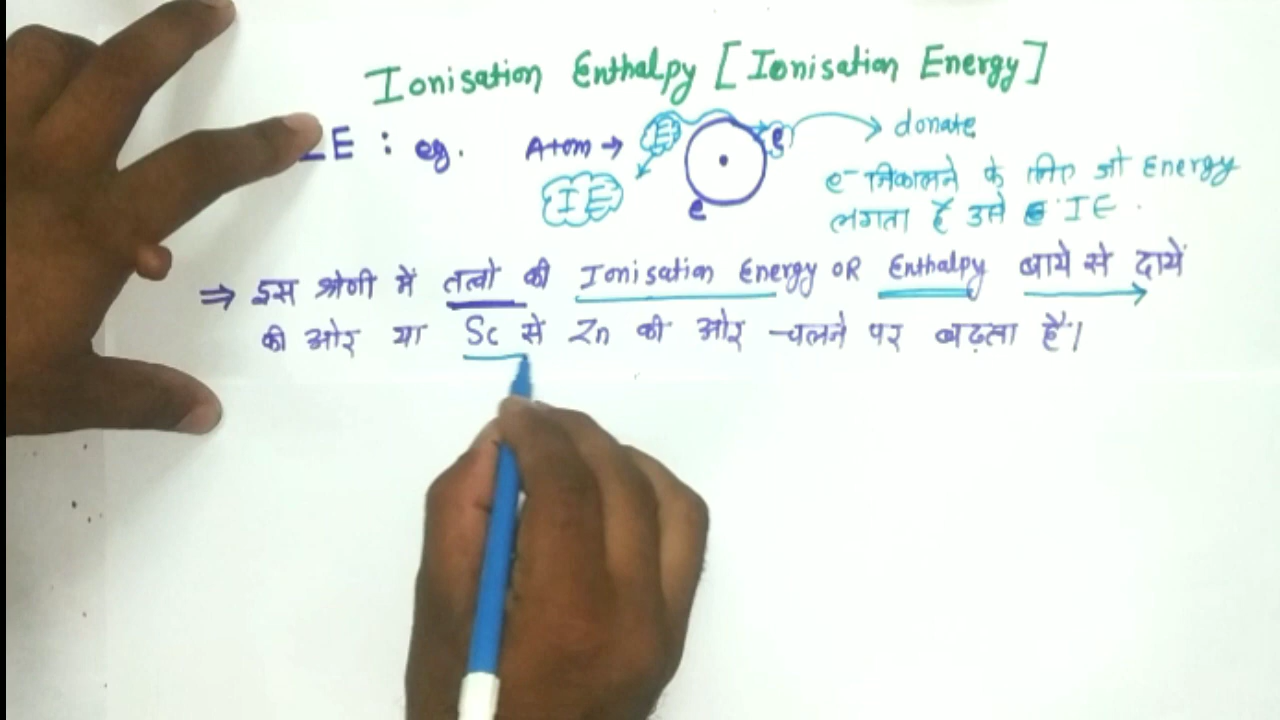 Ionisation Enthalpy [Ionisation Energy]
IE : eg. Atom → E e → donate
IE e
e⁻ निकालने के लिए जो Energy
लगता है उसे IE.
⇒ इस श्रेणी में तत्वो की Ionisation Energy OR Enthalpy बाये से दायें
की ओर या Sc से Zn की ओर चलने पर बढ़ता है।